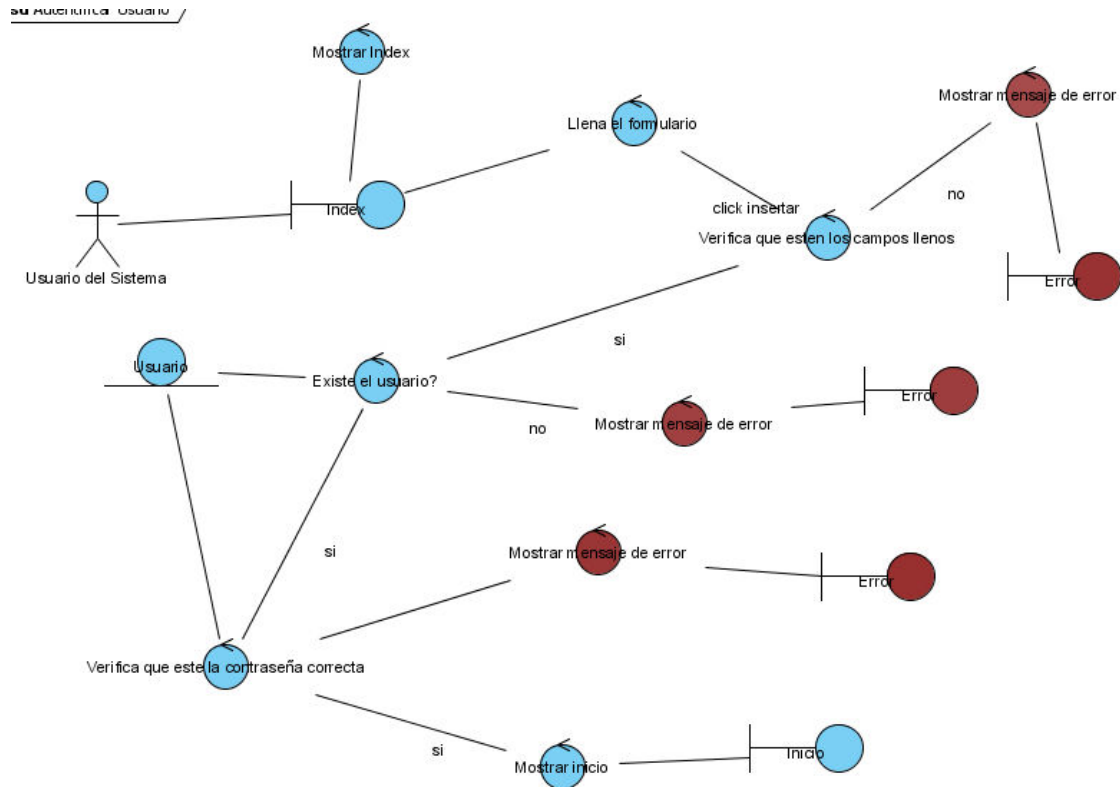 sd Autentificar Usuario
Mostrar Index
Mostrar mensaje de error
Llena el formulario
no
click insertar
Index
Verifica que esten los campos llenos
Usuario del Sistema
Error
si
Usuario
Existe el usuario?
Error
no
Mostrar mensaje de error
si
Mostrar mensaje de error
Error
Verifica que este la contraseña correcta
si
Inicio
Mostrar inicio